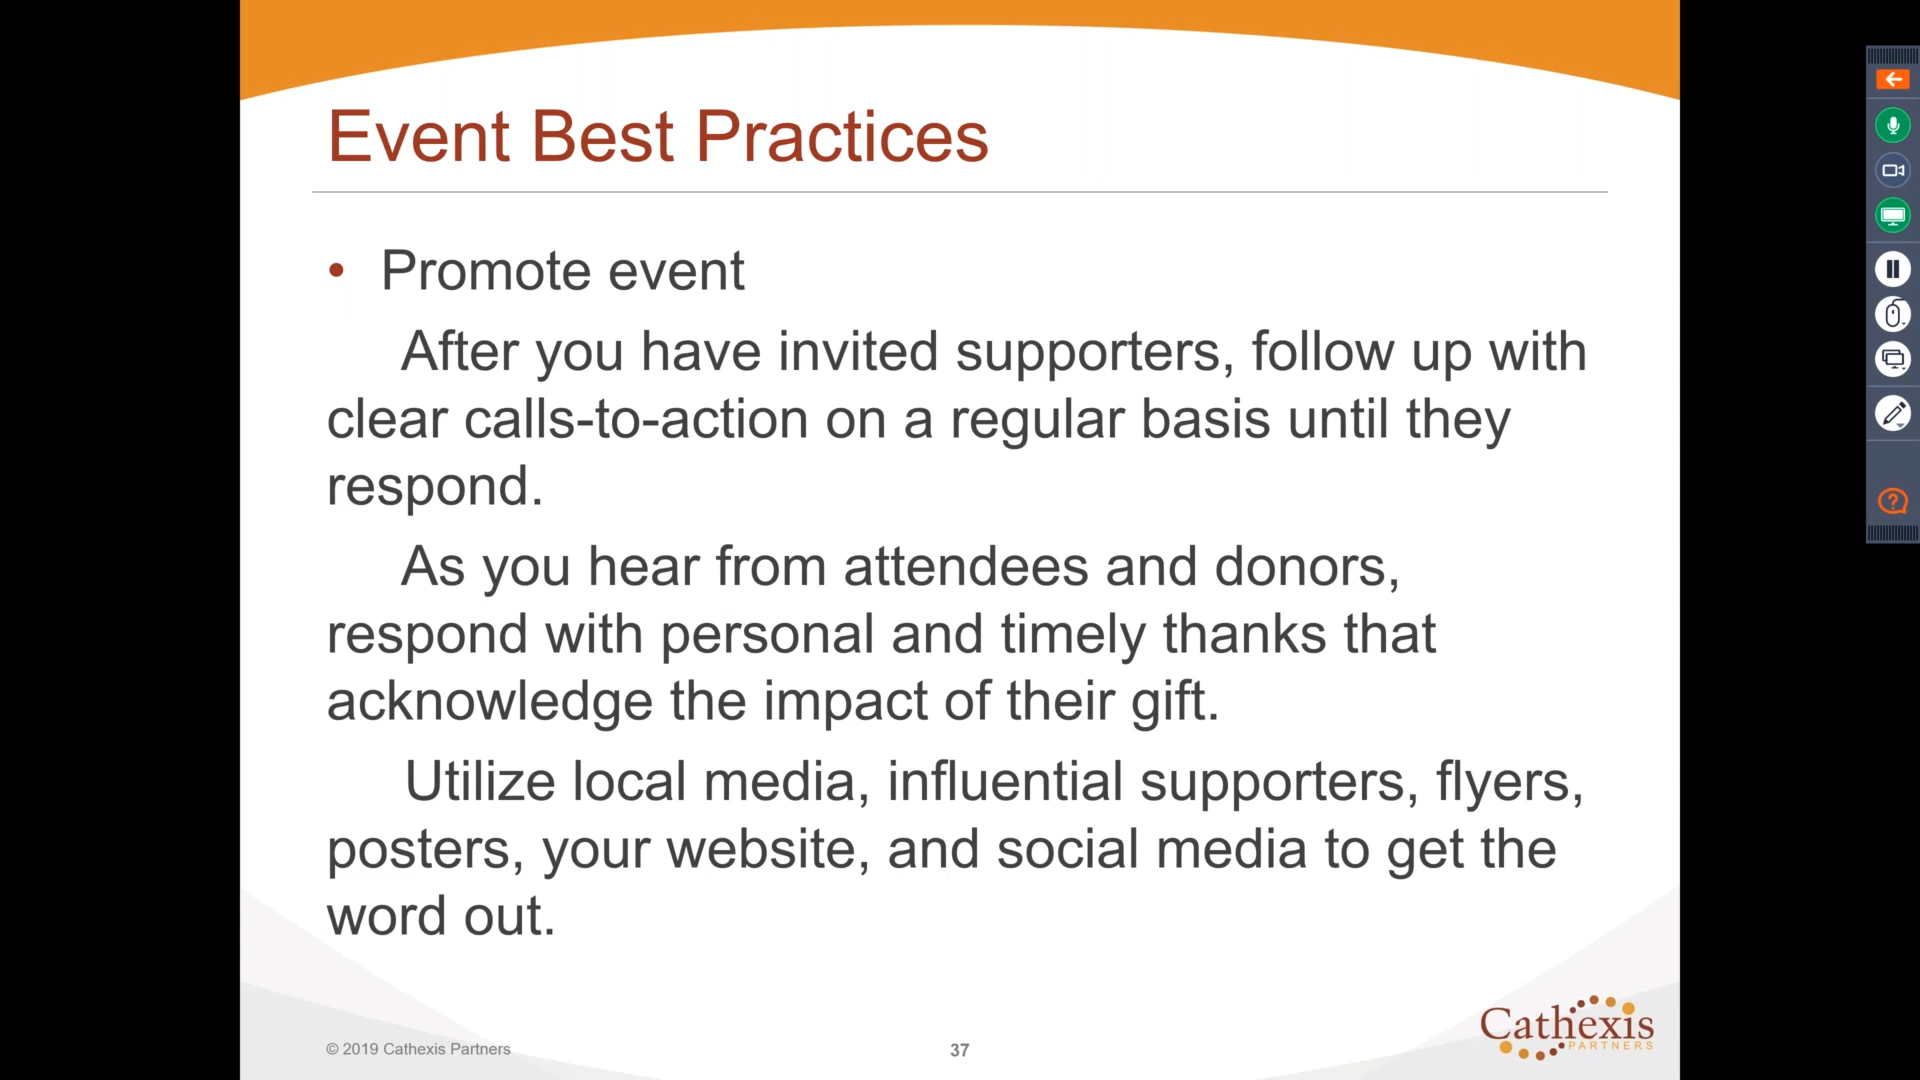 Event Best Practices
• Promote event
After you have invited supporters, follow up with
clear calls-to-action on a regular basis until they
respond.
As you hear from attendees and donors,
respond with personal and timely thanks that
acknowledge the impact of their gift.
Utilize local media, influential supporters, flyers,
posters, your website, and social media to get the
word out.
© 2019 Cathexis Partners
37
Cathexis
PARTNERS